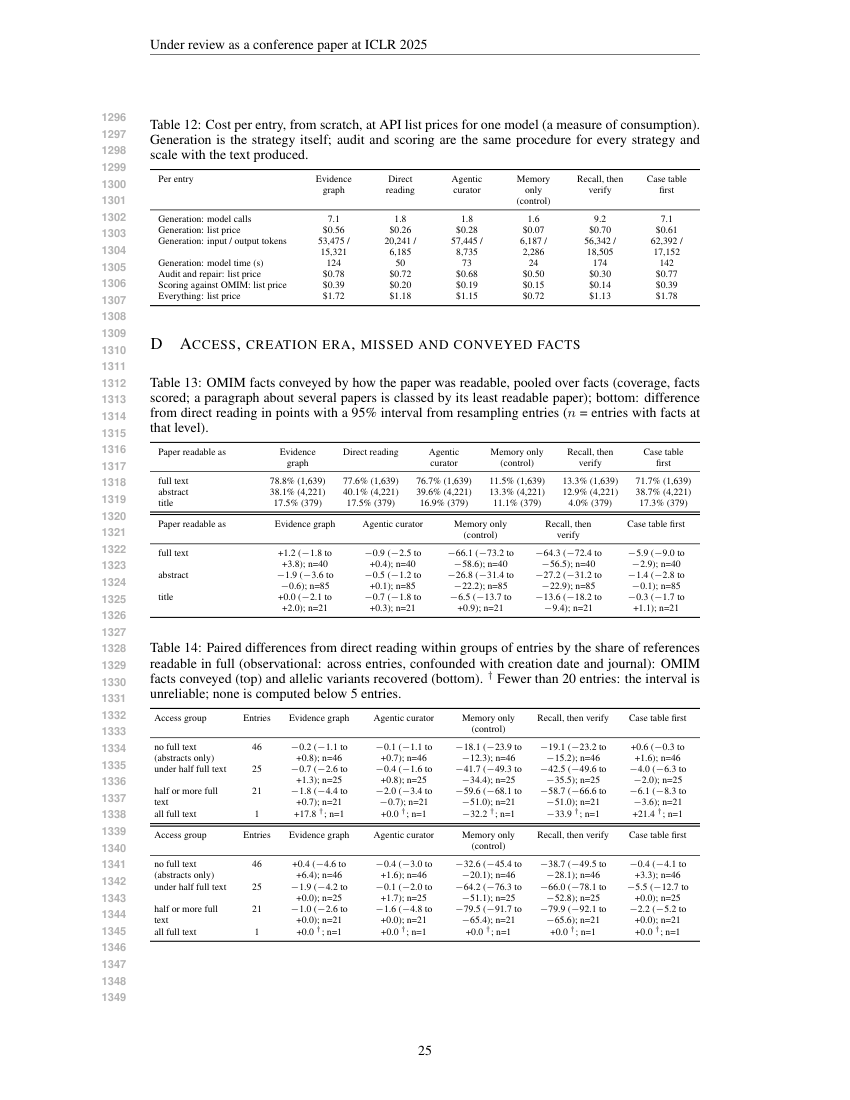 Under review as a conference paper at ICLR 2025
1296
1297
1298
1299
1300
1301
1302
1303
1304
1305
1306
1307
1308
1309
1310
1311
1312
1313
1314
1315
1316
1317
1318
1319
1320
1321
1322
1323
1324
1325
1326
1327
1328
1329
1330
1331
1332
1333
1334
1335
1336
1337
1338
1339
1340
1341
1342
1343
1344
1345
1346
1347
1348
1349
Table 12: Cost per entry, from scratch, at API list prices for one model (a measure of consumption).
Generation is the strategy itself; audit and scoring are the same procedure for every strategy and
scale with the text produced.
Per entry Evidence Direct Agentic Memory Recall, then Case table
graph reading curator only verify first
(control)
Generation: model calls 7.1 1.8 1.8 1.6 9.2 7.1
Generation: list price $0.56 $0.26 $0.28 $0.07 $0.70 $0.61
Generation: input / output tokens 53,475 / 20,241 / 57,445 / 6,187 / 56,342 / 62,392 /
15,321 6,185 8,735 2,286 18,505 17,152
Generation: model time (s) 124 50 73 24 174 142
Audit and repair: list price $0.78 $0.72 $0.68 $0.50 $0.30 $0.77
Scoring against OMIM: list price $0.39 $0.20 $0.19 $0.15 $0.14 $0.39
Everything: list price $1.72 $1.18 $1.15 $0.72 $1.13 $1.78
D ACCESS, CREATION ERA, MISSED AND CONVEYED FACTS
Table 13: OMIM facts conveyed by how the paper was readable, pooled over facts (coverage, facts
scored; a paragraph about several papers is classed by its least readable paper); bottom: difference
from direct reading in points with a 95% interval from resampling entries (n = entries with facts at
that level).
Paper readable as Evidence Direct reading Agentic Memory only Recall, then Case table
graph curator (control) verify first
full text 78.8% (1,639) 77.6% (1,639) 76.7% (1,639) 11.5% (1,639) 13.3% (1,639) 71.7% (1,639)
abstract 38.1% (4,221) 40.1% (4,221) 39.6% (4,221) 13.3% (4,221) 12.9% (4,221) 38.7% (4,221)
title 17.5% (379) 17.5% (379) 16.9% (379) 11.1% (379) 4.0% (379) 17.3% (379)
Paper readable as Evidence graph Agentic curator Memory only Recall, then Case table first
(control) verify
full text +1.2 (−1.8 to −0.9 (−2.5 to −66.1 (−73.2 to −64.3 (−72.4 to −5.9 (−9.0 to
+3.8); n=40 +0.4); n=40 −58.6); n=40 −56.5); n=40 −2.9); n=40
abstract −1.9 (−3.6 to −0.5 (−1.2 to −26.8 (−31.4 to −27.2 (−31.2 to −1.4 (−2.8 to
−0.6); n=85 +0.1); n=85 −22.2); n=85 −22.9); n=85 −0.1); n=85
title +0.0 (−2.1 to −0.7 (−1.8 to −6.5 (−13.7 to −13.6 (−18.2 to −0.3 (−1.7 to
+2.0); n=21 +0.3); n=21 +0.9); n=21 −9.4); n=21 +1.1); n=21
Table 14: Paired differences from direct reading within groups of entries by the share of references
readable in full (observational: across entries, confounded with creation date and journal): OMIM
facts conveyed (top) and allelic variants recovered (bottom). † Fewer than 20 entries: the interval is
unreliable; none is computed below 5 entries.
Access group Entries Evidence graph Agentic curator Memory only Recall, then verify Case table first
(control)
no full text 46 −0.2 (−1.1 to −0.1 (−1.1 to −18.1 (−23.9 to −19.1 (−23.2 to +0.6 (−0.3 to
(abstracts only) +0.8); n=46 +0.7); n=46 −12.3); n=46 −15.2); n=46 +1.6); n=46
under half full text 25 −0.7 (−2.6 to −0.4 (−1.6 to −41.7 (−49.3 to −42.5 (−49.6 to −4.0 (−6.3 to
+1.3); n=25 +0.8); n=25 −34.4); n=25 −35.5); n=25 −2.0); n=25
half or more full 21 −1.8 (−4.4 to −2.0 (−3.4 to −59.6 (−68.1 to −58.7 (−66.6 to −6.1 (−8.3 to
text +0.7); n=21 −0.7); n=21 −51.0); n=21 −51.0); n=21 −3.6); n=21
all full text 1 +17.8 †; n=1 +0.0 †; n=1 −32.2 †; n=1 −33.9 †; n=1 +21.4 †; n=1
Access group Entries Evidence graph Agentic curator Memory only Recall, then verify Case table first
(control)
no full text 46 +0.4 (−4.6 to −0.4 (−3.0 to −32.6 (−45.4 to −38.7 (−49.5 to −0.4 (−4.1 to
(abstracts only) +6.4); n=46 +1.6); n=46 −20.1); n=46 −28.1); n=46 +3.3); n=46
under half full text 25 −1.9 (−4.2 to −0.1 (−2.0 to −64.2 (−76.3 to −66.0 (−78.1 to −5.5 (−12.7 to
+0.0); n=25 +1.7); n=25 −51.1); n=25 −52.8); n=25 +0.0); n=25
half or more full 21 −1.0 (−2.6 to −1.6 (−4.8 to −79.5 (−91.7 to −79.9 (−92.1 to −2.2 (−5.2 to
text +0.0); n=21 +0.0); n=21 −65.4); n=21 −65.6); n=21 +0.0); n=21
all full text 1 +0.0 †; n=1 +0.0 †; n=1 +0.0 †; n=1 +0.0 †; n=1 +0.0 †; n=1
25